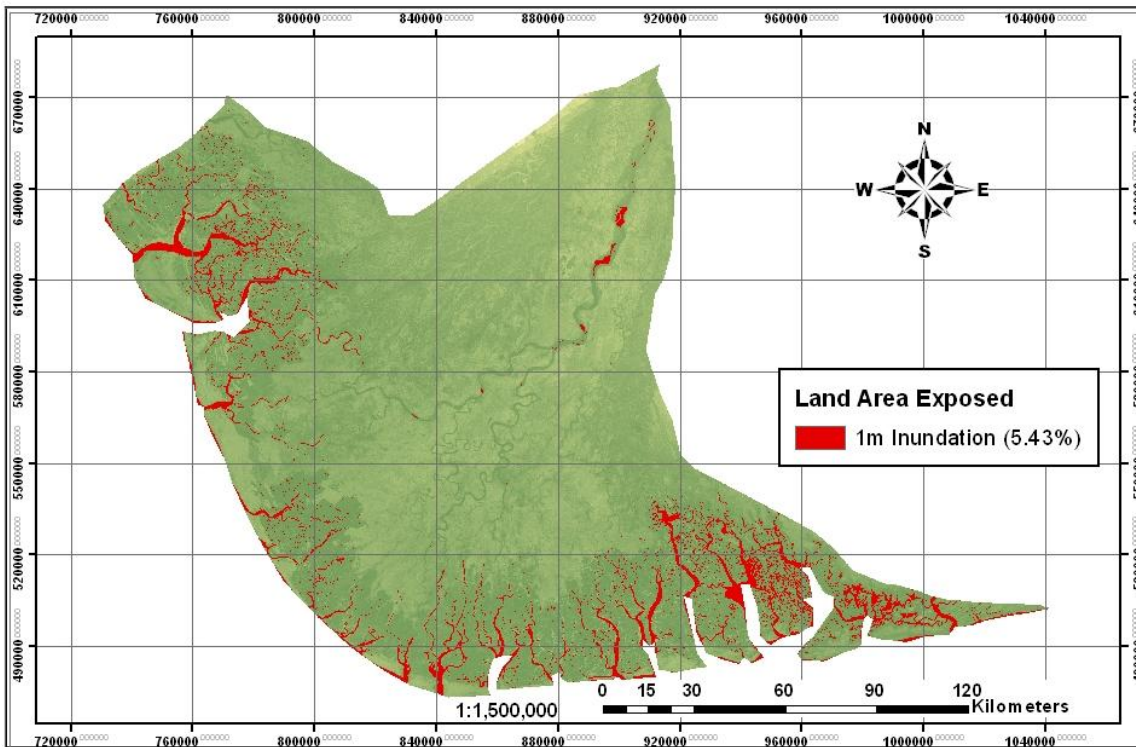 720000 760000 800000 840000 880000 920000 960000 1000000 1040000
670000 640000 610000 580000 550000 520000 490000
N
W E
S
Land Area Exposed
1m Inundation (5.43%)
1:1,500,000
0 15 30 60 90 120
Kilometers
720000 760000 800000 840000 880000 920000 960000 1000000 1040000